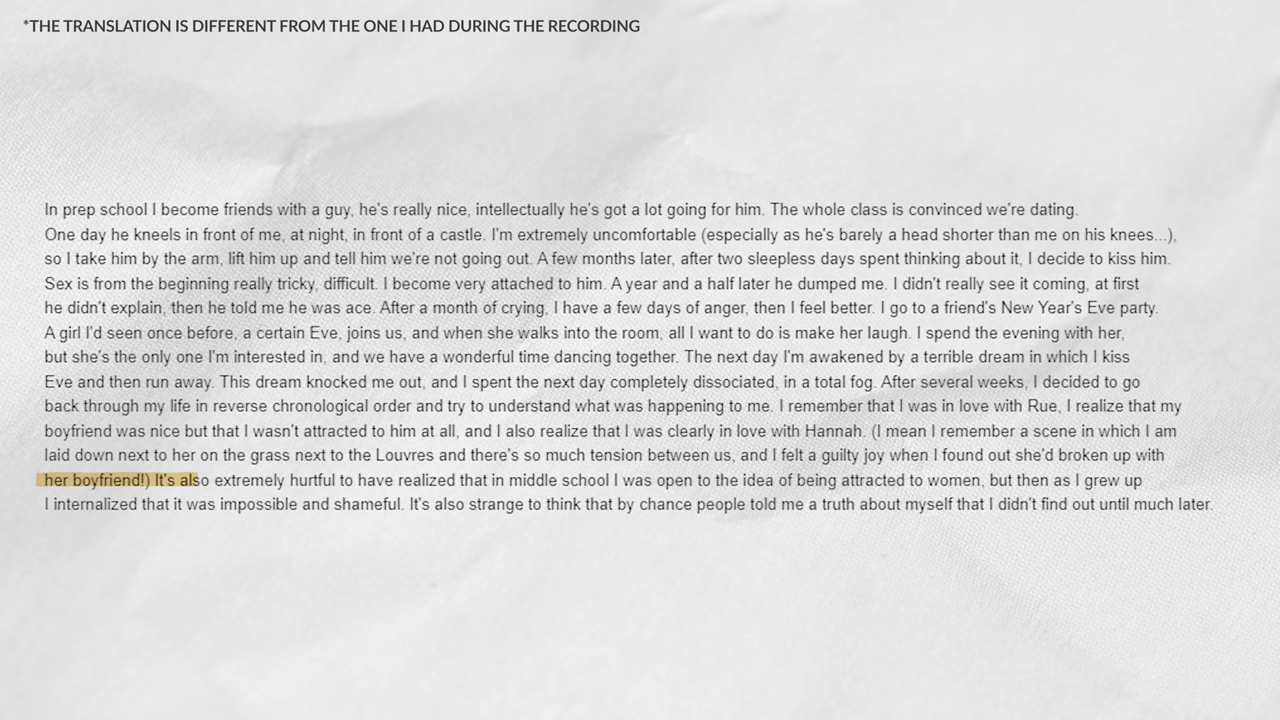 *THE TRANSLATION IS DIFFERENT FROM THE ONE I HAD DURING THE RECORDING
In prep school I become friends with a guy, he's really nice, intellectually he's got a lot going for him. The whole class is convinced we're dating.
One day he kneels in front of me, at night, in front of a castle. I'm extremely uncomfortable (especially as he's barely a head shorter than me on his knees...),
so I take him by the arm, lift him up and tell him we're not going out. A few months later, after two sleepless days spent thinking about it, I decide to kiss him.
Sex is from the beginning really tricky, difficult. I become very attached to him. A year and a half later he dumped me. I didn't really see it coming, at first
he didn't explain, then he told me he was ace. After a month of crying, I have a few days of anger, then I feel better. I go to a friend's New Year's Eve party.
A girl I'd seen once before, a certain Eve, joins us, and when she walks into the room, all I want to do is make her laugh. I spend the evening with her,
but she's the only one I'm interested in, and we have a wonderful time dancing together. The next day I'm awakened by a terrible dream in which I kiss
Eve and then run away. This dream knocked me out, and I spent the next day completely dissociated, in a total fog. After several weeks, I decided to go
back through my life in reverse chronological order and try to understand what was happening to me. I remember that I was in love with Rue, I realize that my
boyfriend was nice but that I wasn't attracted to him at all, and I also realize that I was clearly in love with Hannah. (I mean I remember a scene in which I am
laid down next to her on the grass next to the Louvres and there's so much tension between us, and I felt a guilty joy when I found out she'd broken up with
her boyfriend!) It's also extremely hurtful to have realized that in middle school I was open to the idea of being attracted to women, but then as I grew up
I internalized that it was impossible and shameful. It's also strange to think that by chance people told me a truth about myself that I didn't find out until much later.